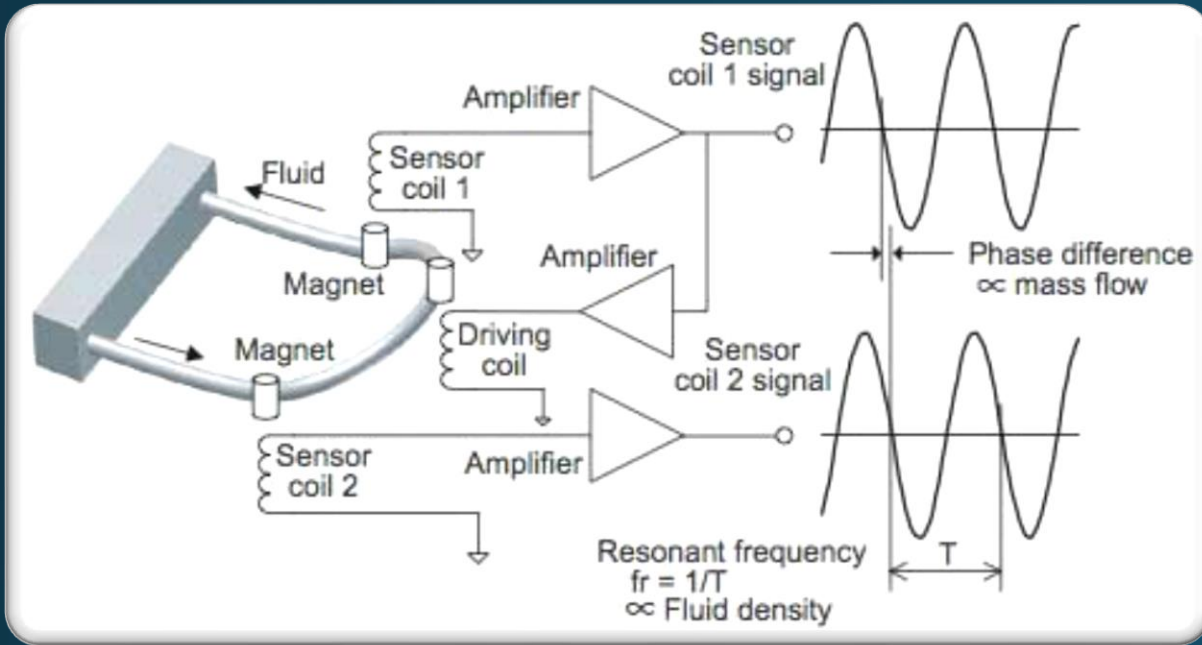 Sensor
coil 1 signal
Amplifier
Fluid
Sensor
coil 1
Magnet
Amplifier
Phase difference
∝ mass flow
Magnet
Driving
coil
Sensor
coil 2 signal
Sensor
coil 2
Amplifier
Resonant frequency
fr = 1/T
∝ Fluid density
T